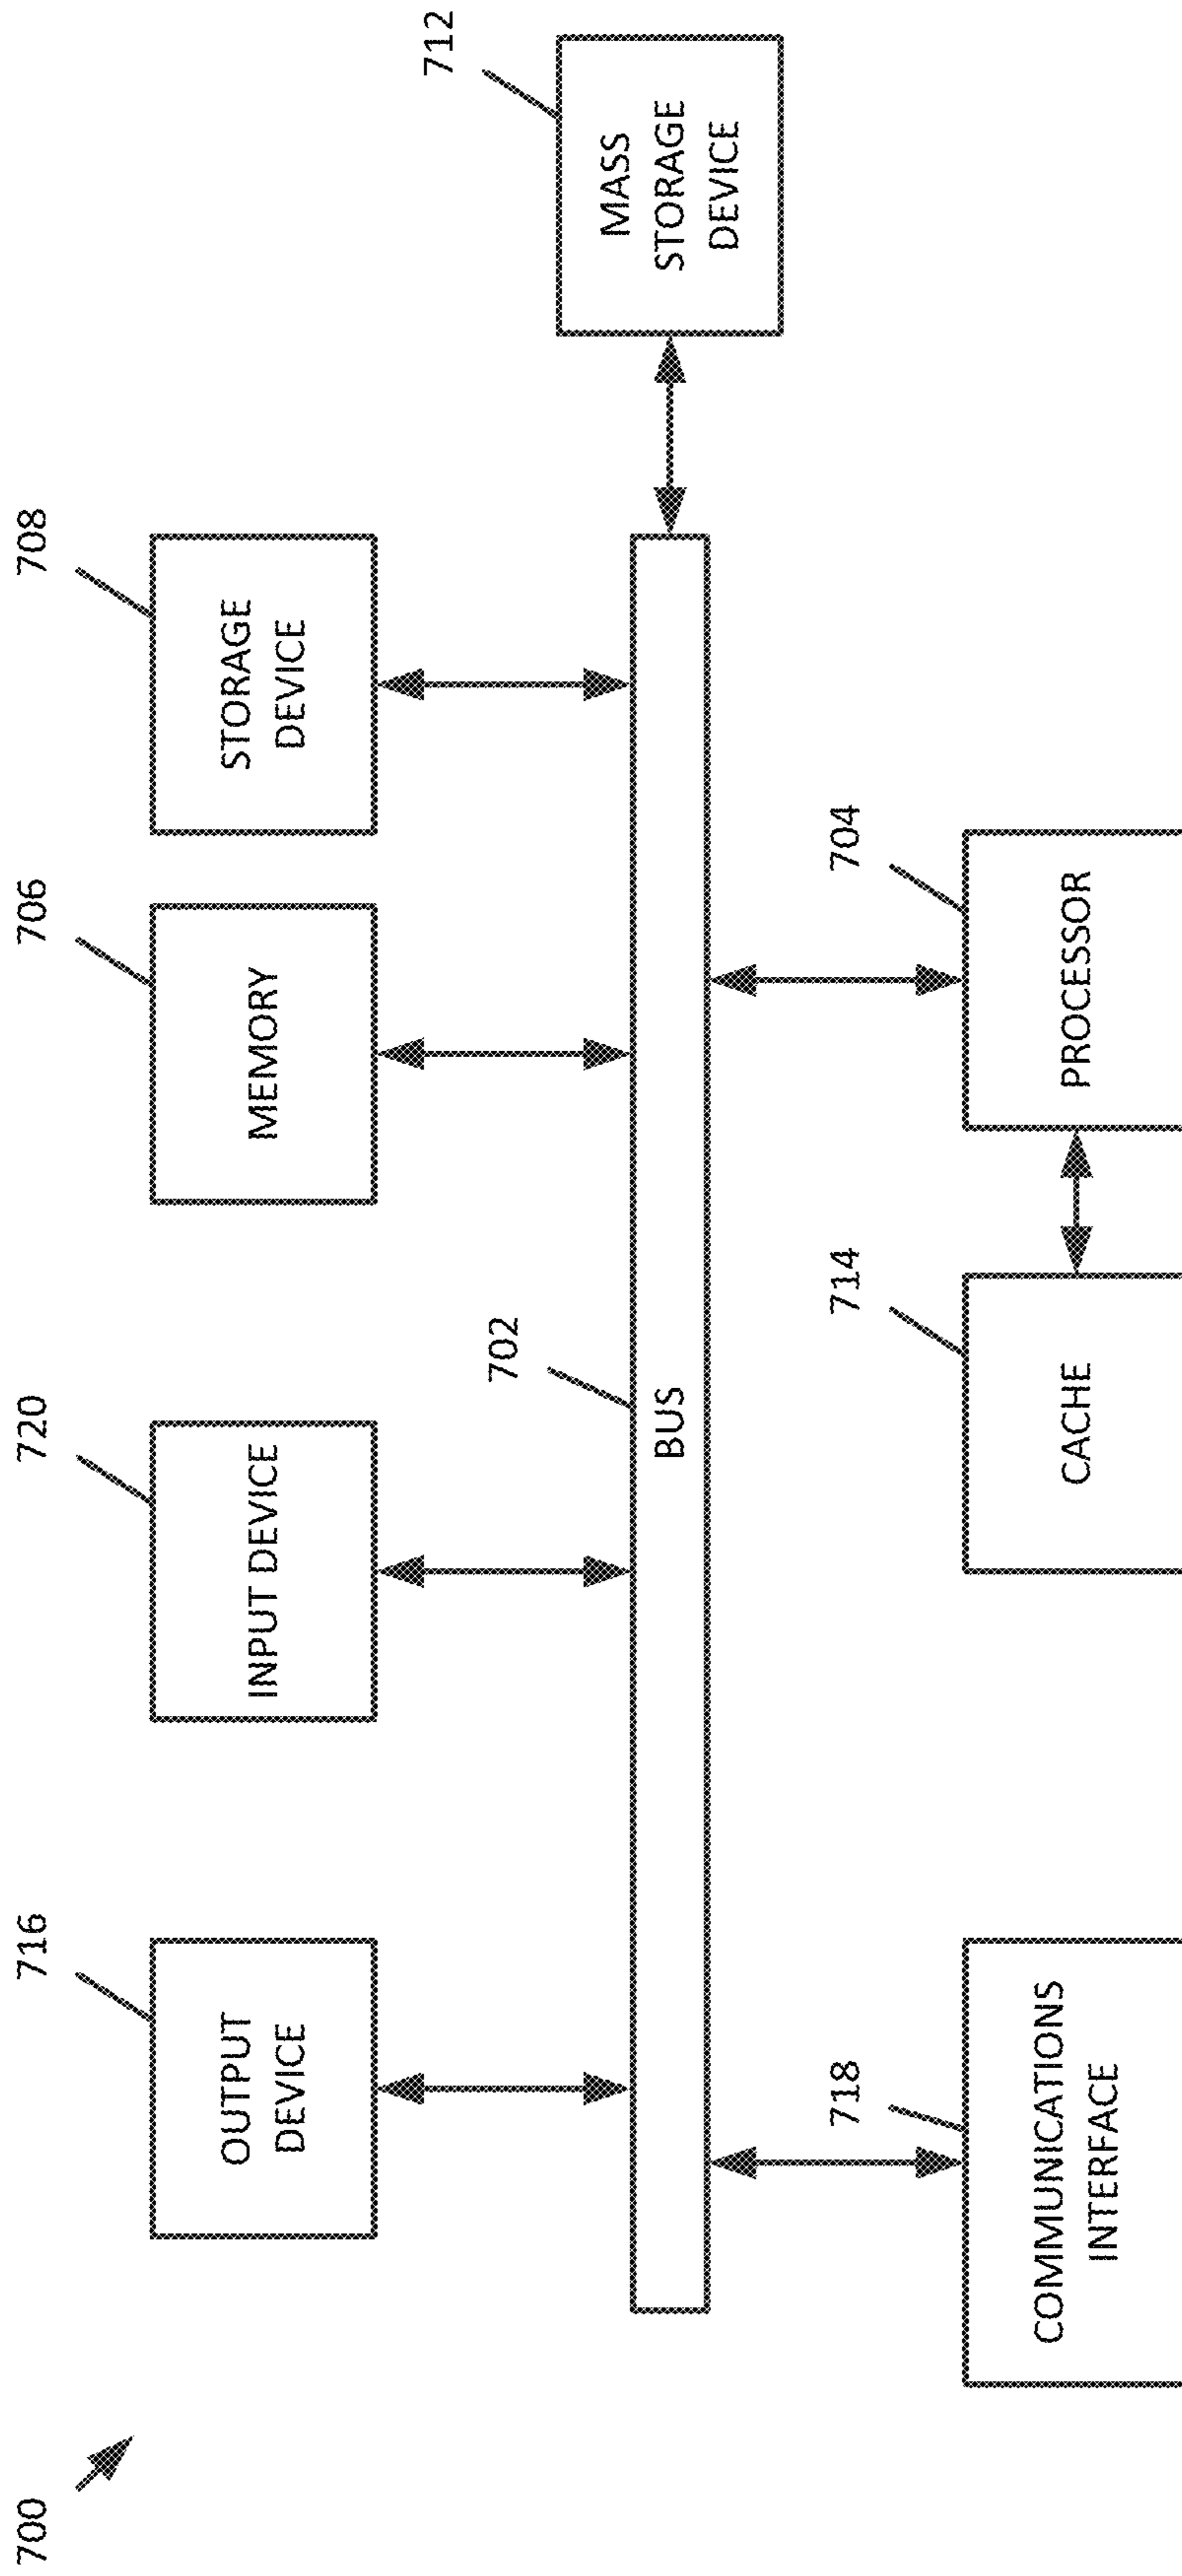 700
716
OUTPUT
DEVICE
720
INPUT DEVICE
706
MEMORY
708
STORAGE
DEVICE
712
MASS
STORAGE
DEVICE
702
BUS
718
COMMUNICATIONS
INTERFACE
714
CACHE
704
PROCESSOR